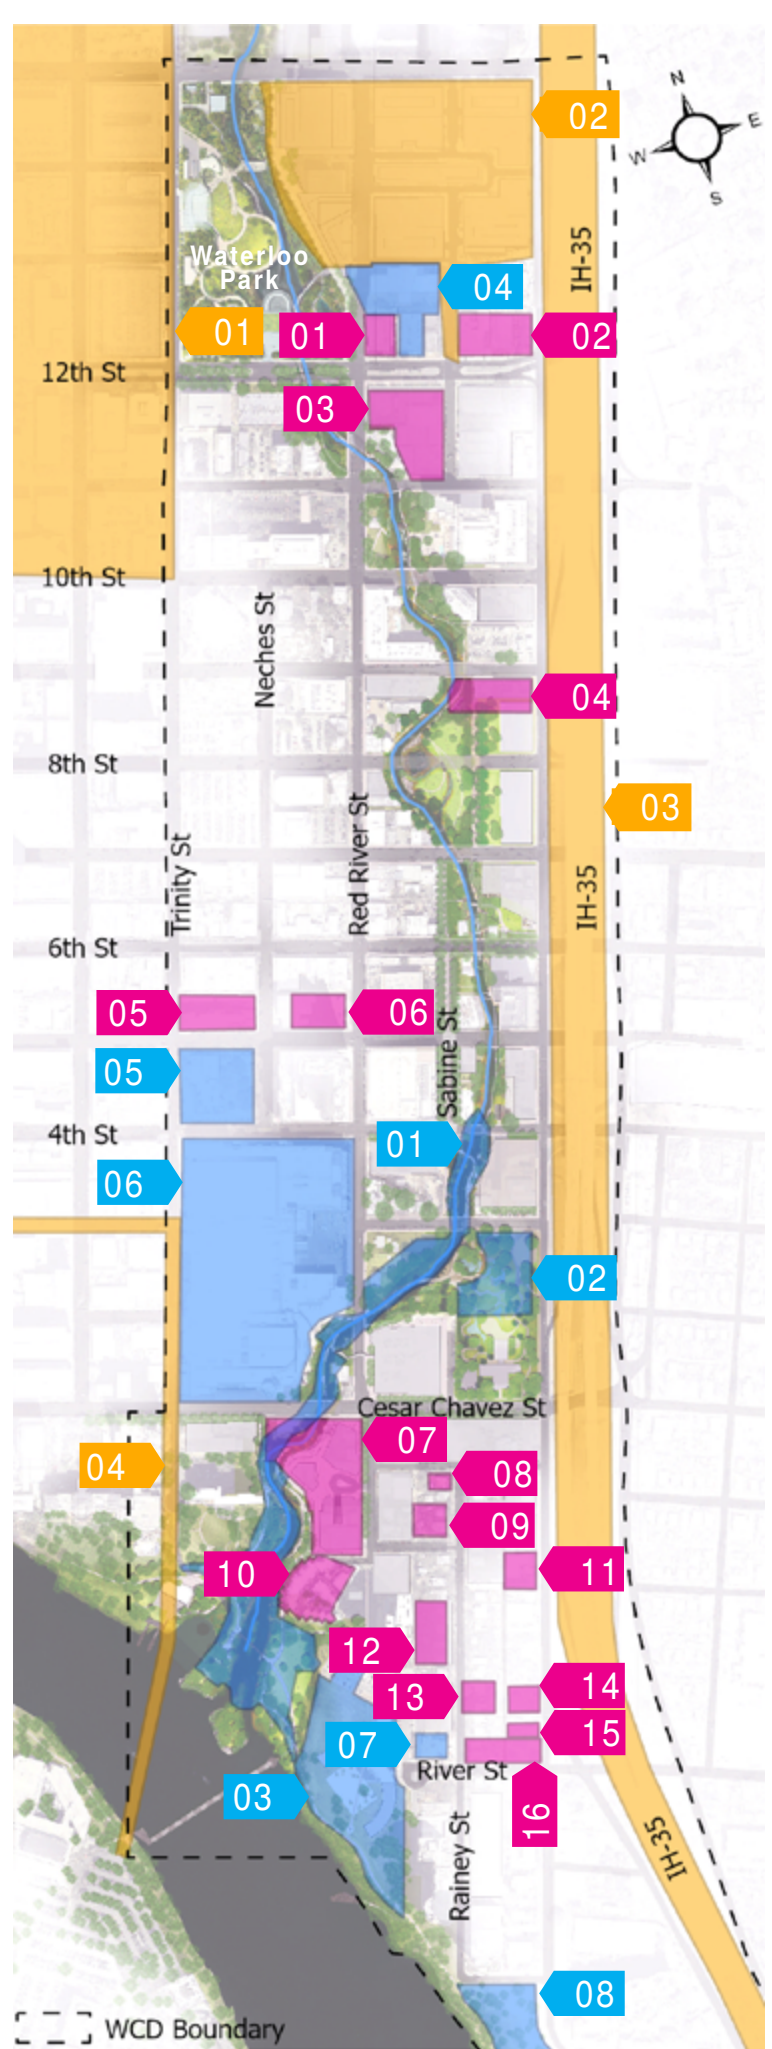 N
02
E
W
S
IH-35
Waterloo
Park
04
01
01
02
12th St
03
10th St
Neches St
04
8th St
03
Red River St
Trinity St
IH-35
6th St
05
06
Sabine St
05
4th St
01
06
02
Cesar Chavez St
07
04
08
09
10
11
12
14
13
15
07
River St
03
16
IH-35
Rainey St
08
WCD Boundary